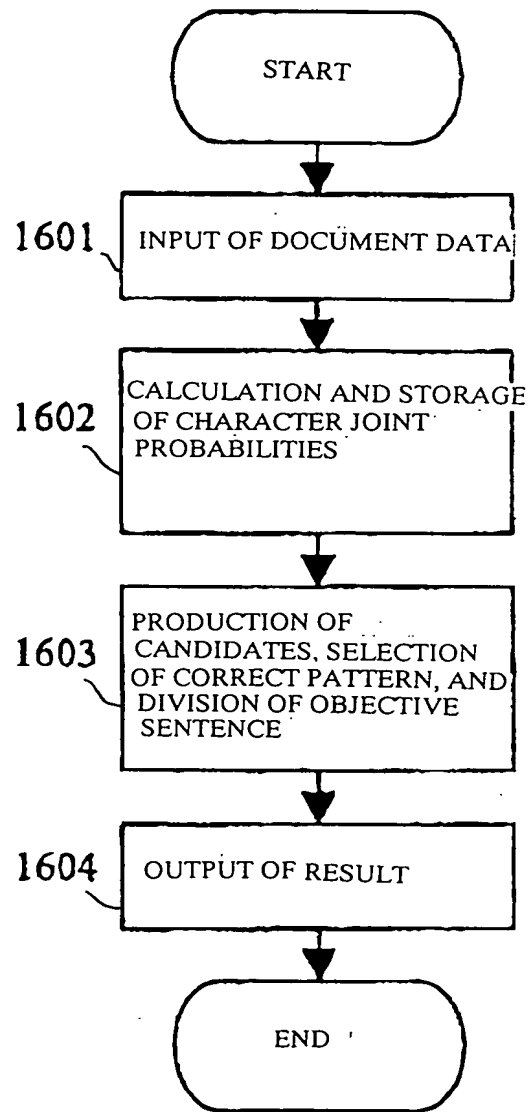 START
1601
INPUT OF DOCUMENT DATA
1602
CALCULATION AND STORAGE
OF CHARACTER JOINT
PROBABILITIES
1603
PRODUCTION OF
CANDIDATES, SELECTION
OF CORRECT PATTERN, AND
DIVISION OF OBJECTIVE
SENTENCE
1604
OUTPUT OF RESULT
END